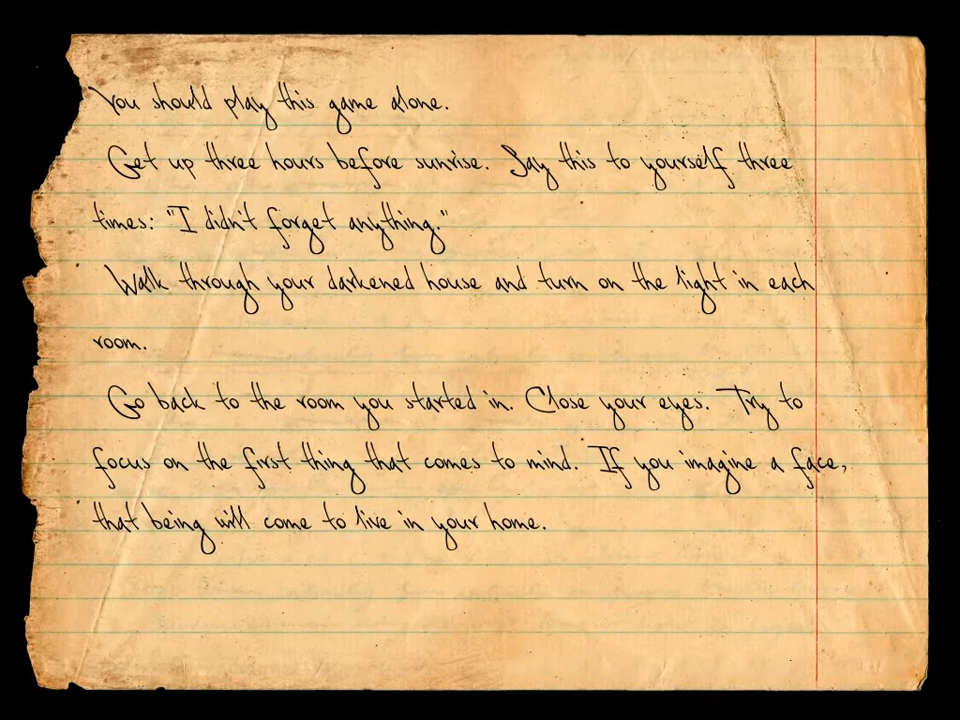 You should play this game alone.
Get up three hours before sunrise. Say this to yourself three
times: "I didn't forget anything."
Walk through your darkened house and turn on the light in each
room.
Go back to the room you started in. Close your eyes. Try to
focus on the first thing that comes to mind. If you imagine a face,
that being will come to live in your home.